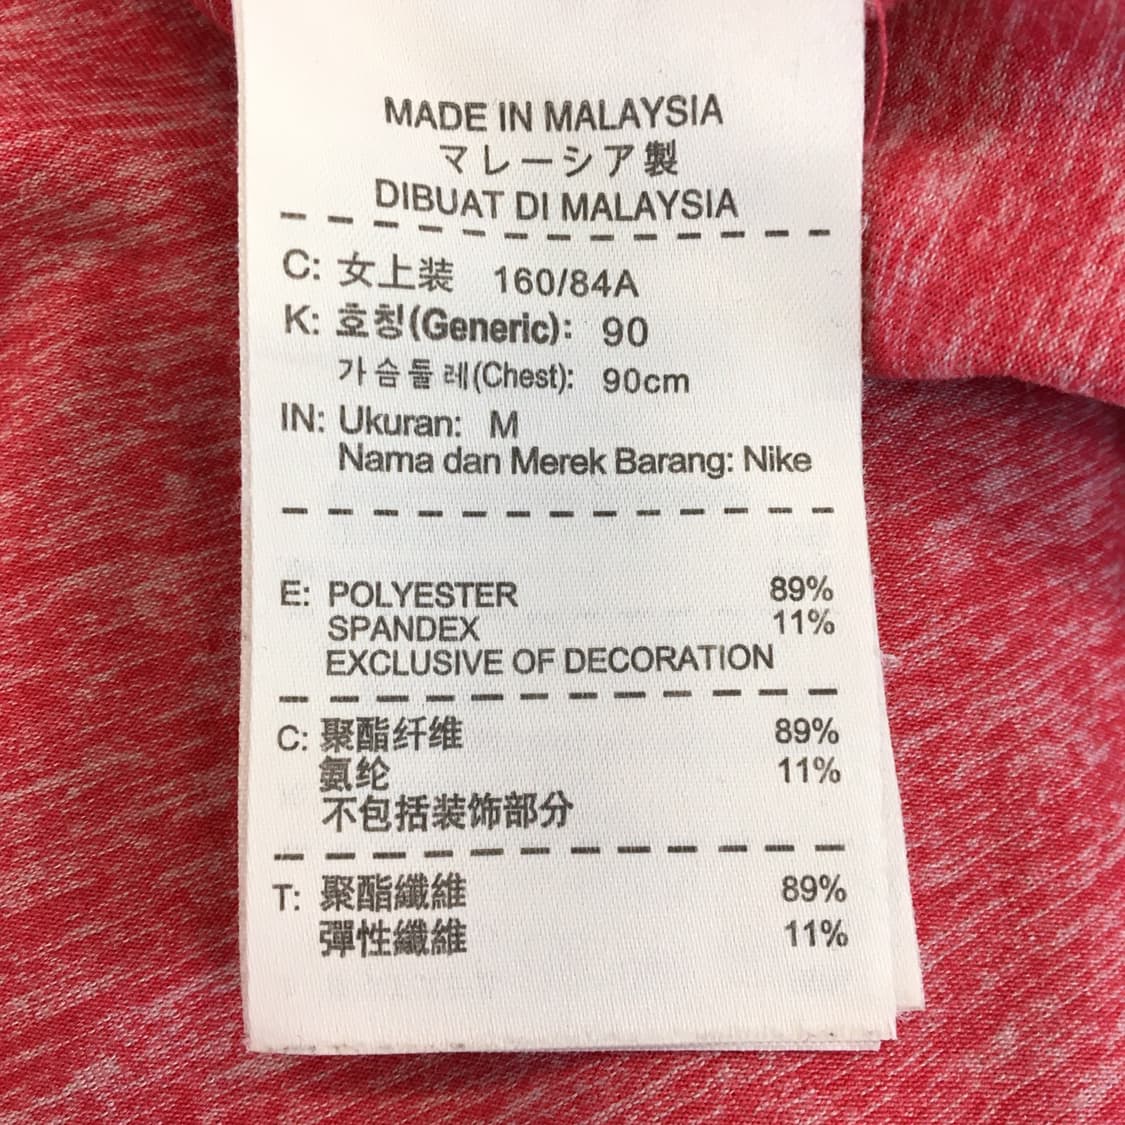 MADE IN MALAYSIA
マレーシア製
DIBUAT DI MALAYSIA
C: 女上装 160/84A
K: 호칭(Generic): 90
가슴둘레(Chest): 90cm
IN: Ukuran: M
Nama dan Merek Barang: Nike
E: POLYESTER 89%
SPANDEX 11%
EXCLUSIVE OF DECORATION
C: 聚酯纤维 89%
氨纶 11%
不包括装饰部分
T: 聚酯纖維 89%
彈性纖維 11%